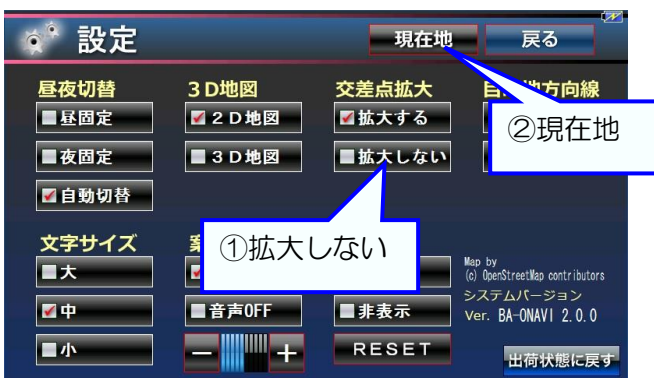 設定
現在地
戻る
昼夜切替
3D地図
交差点拡大
昼固定
2D地図
拡大する
②現在地
夜固定
3D地図
拡大しない
自動切替
文字サイズ
①拡大しない
大
Map by
(c) OpenStreetMap contributors
システムバージョン
中
音声OFF
非表示
Ver. BA-ONAVI 2.0.0
小
－
＋
RESET
出荷状態に戻す